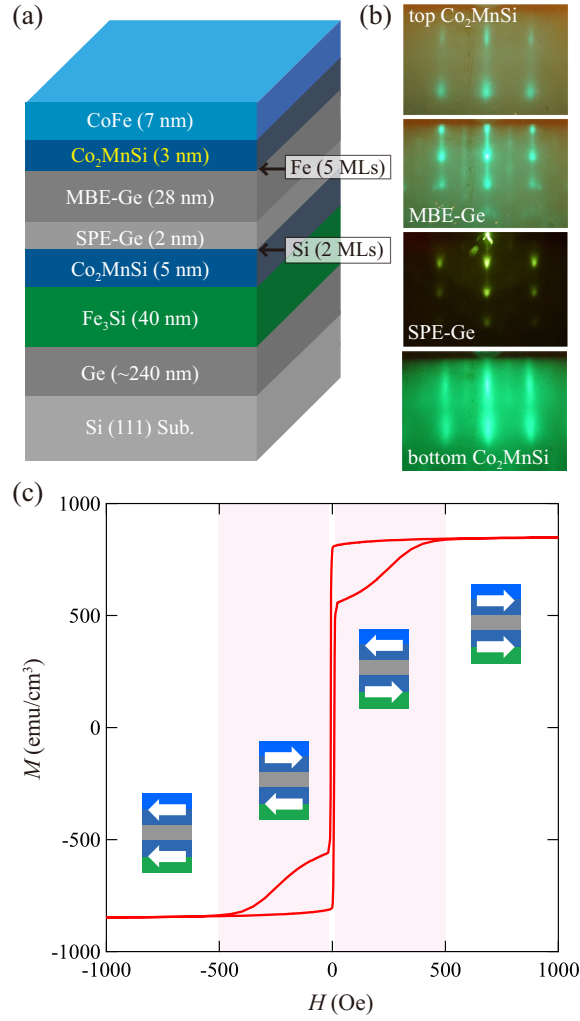 (a)
CoFe (7 nm)
Co₂MnSi (3 nm)
Fe (5 MLs)
MBE-Ge (28 nm)
SPE-Ge (2 nm)
Si (2 MLs)
Co₂MnSi (5 nm)
Fe₃Si (40 nm)
Ge (~240 nm)
Si (111) Sub.
(b)
top Co₂MnSi
MBE-Ge
SPE-Ge
bottom Co₂MnSi
(c)
1000
500
0
-500
-1000
M (emu/cm³)
-1000
-500
0
500
1000
H (Oe)